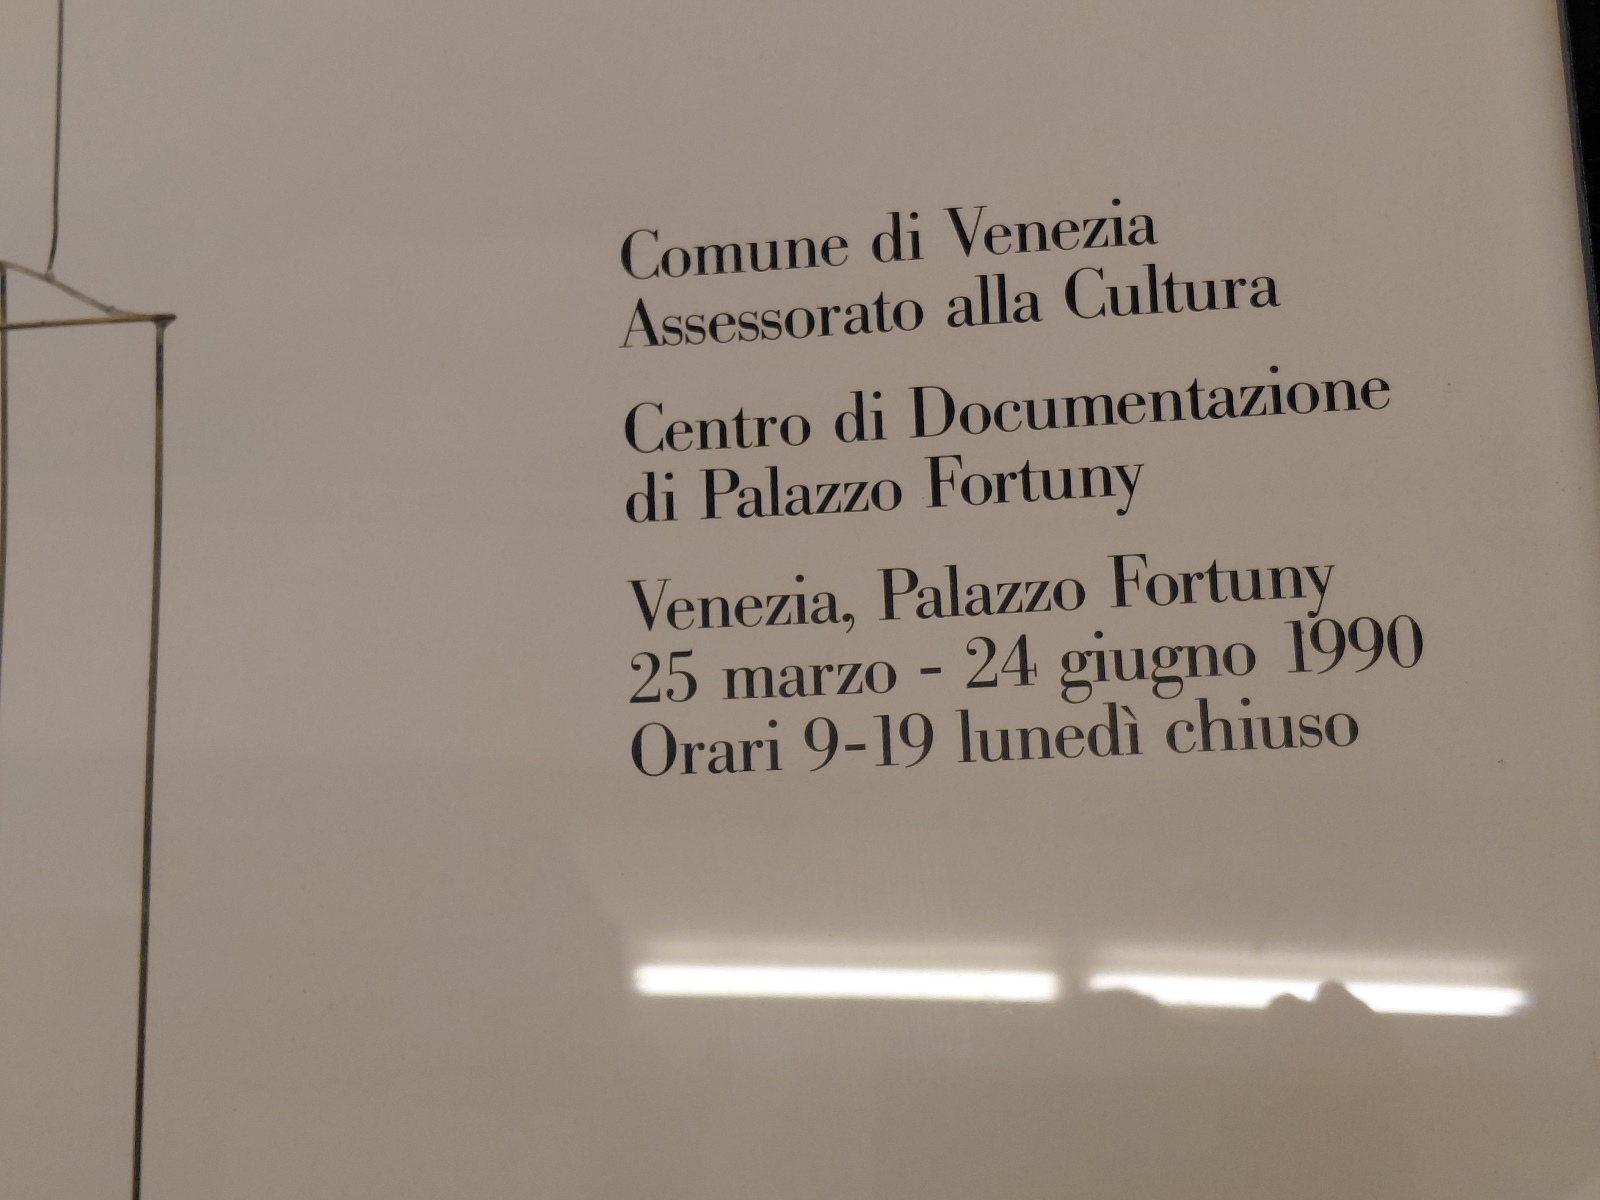 Comune di Venezia
Assessorato alla Cultura
Centro di Documentazione
di Palazzo Fortuny
Venezia, Palazzo Fortuny
25 marzo - 24 giugno 1990
Orari 9-19 lunedì chiuso